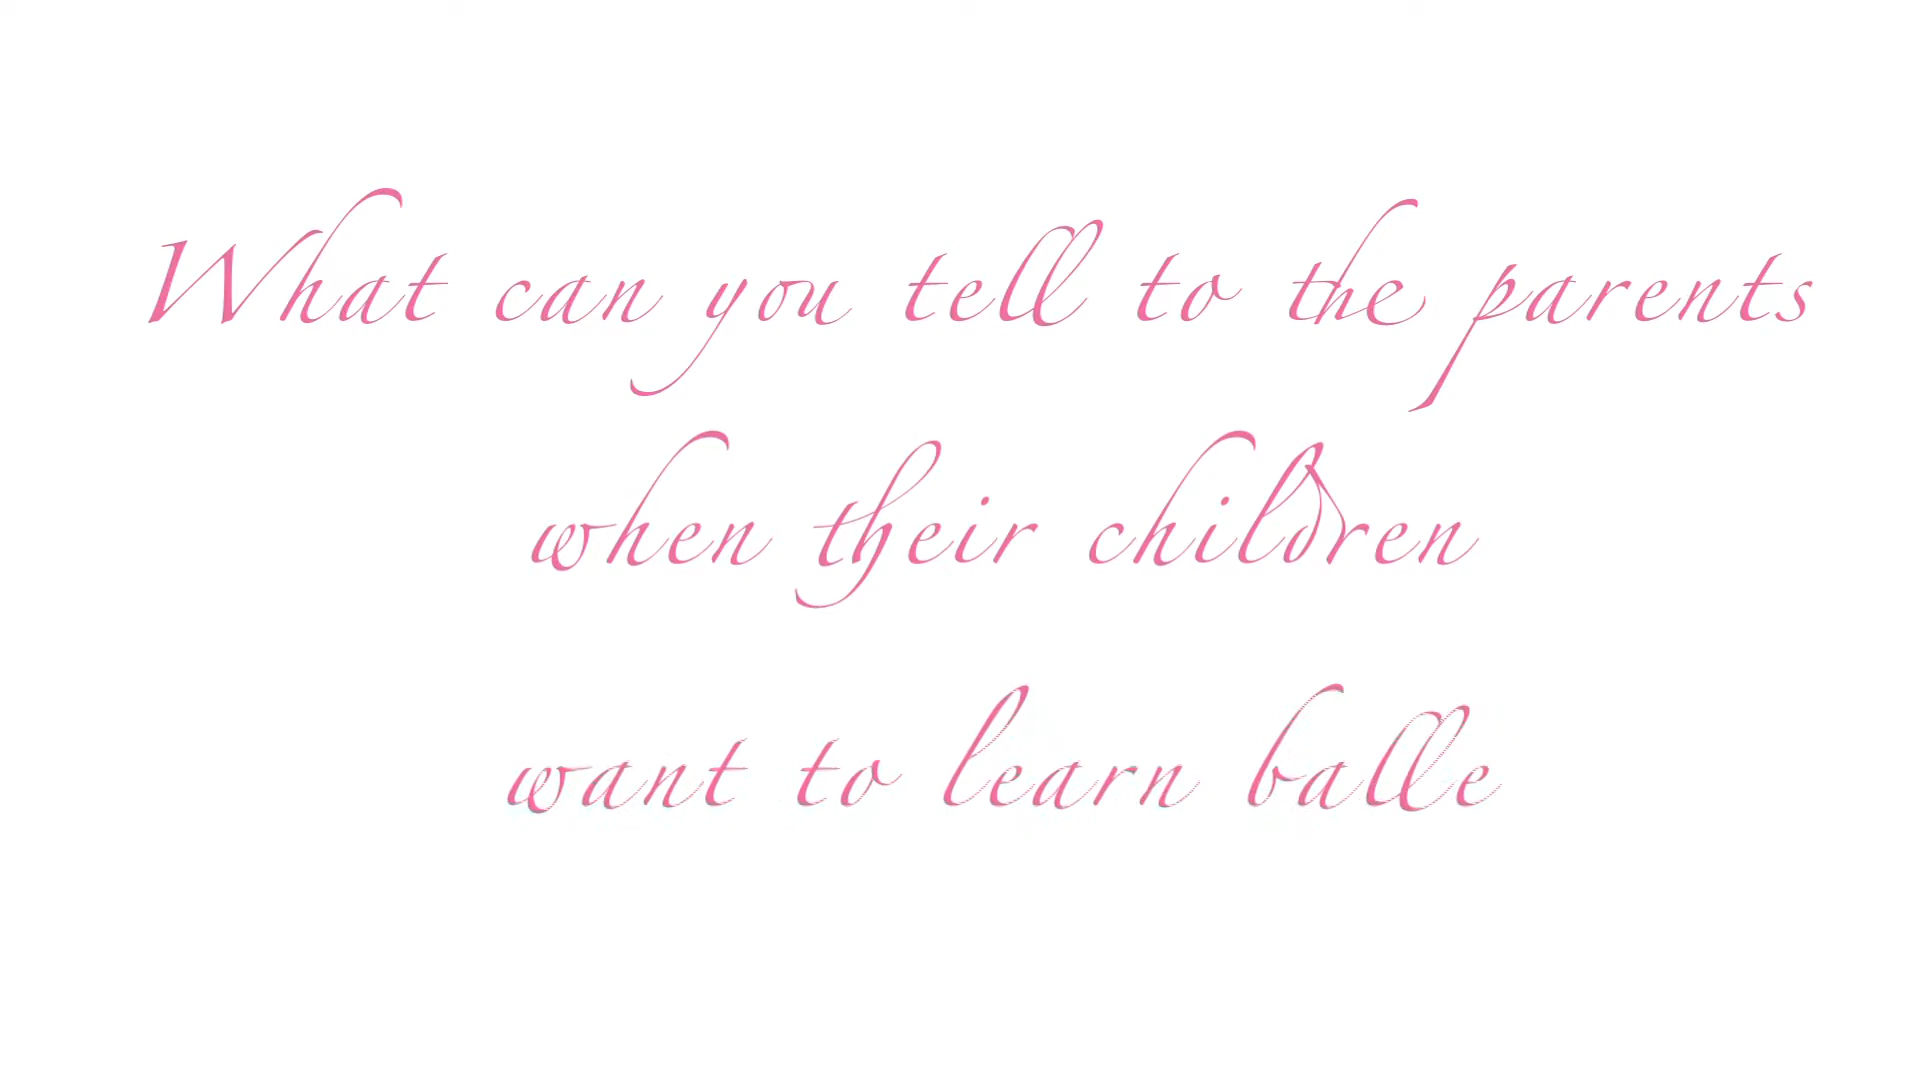 What can you tell to the parents
when their children
want to learn balle